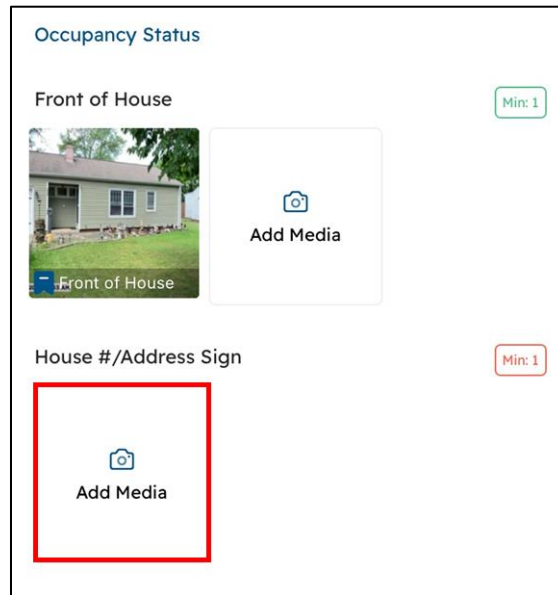 Occupancy Status
Front of House
Min: 1
Add Media
Front of House
House #/Address Sign
Min: 1
Add Media